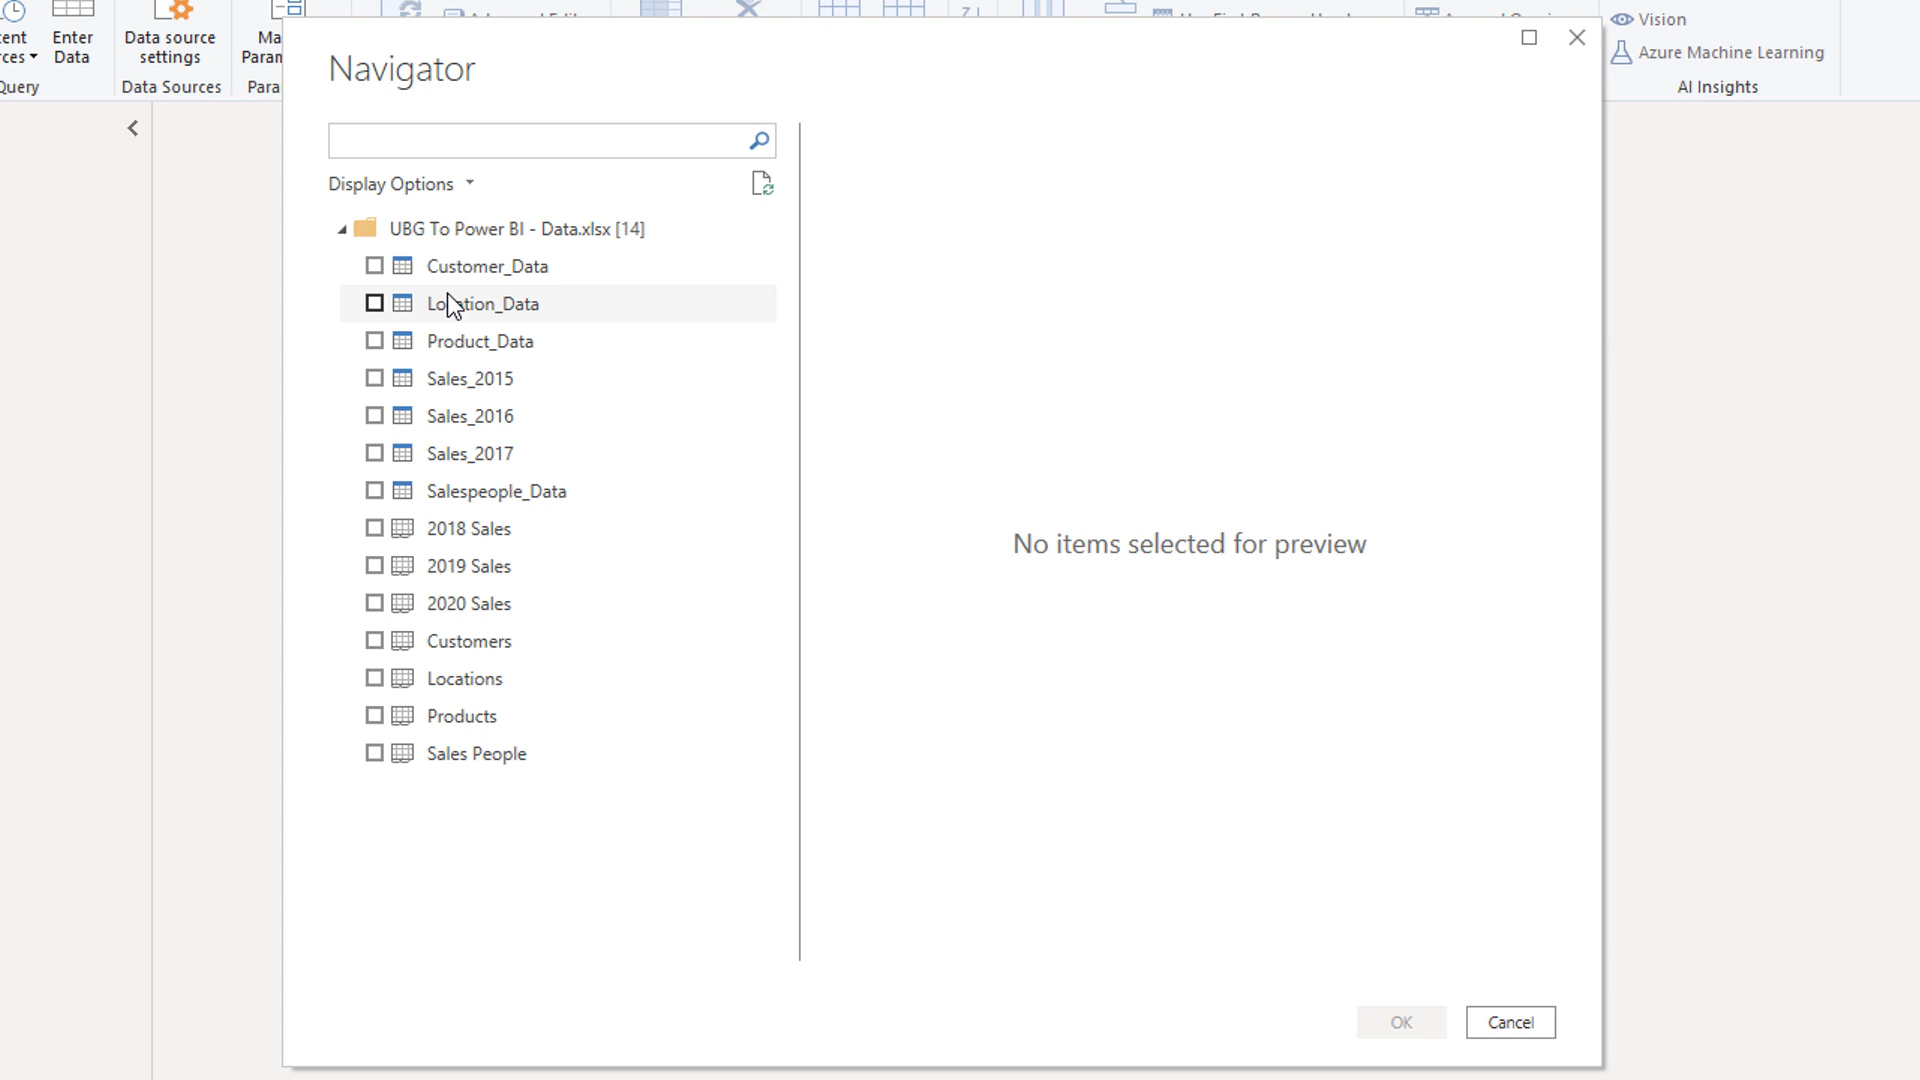 Enter
Data
Data source
settings
Data Sources
Navigator
Display Options
UBG To Power BI - Data.xlsx [14]
Customer_Data
Location_Data
Product_Data
Sales_2015
Sales_2016
Sales_2017
Salespeople_Data
2018 Sales
2019 Sales
2020 Sales
Customers
Locations
Products
Sales People
No items selected for preview
OK
Cancel
Vision
Azure Machine Learning
AI Insights